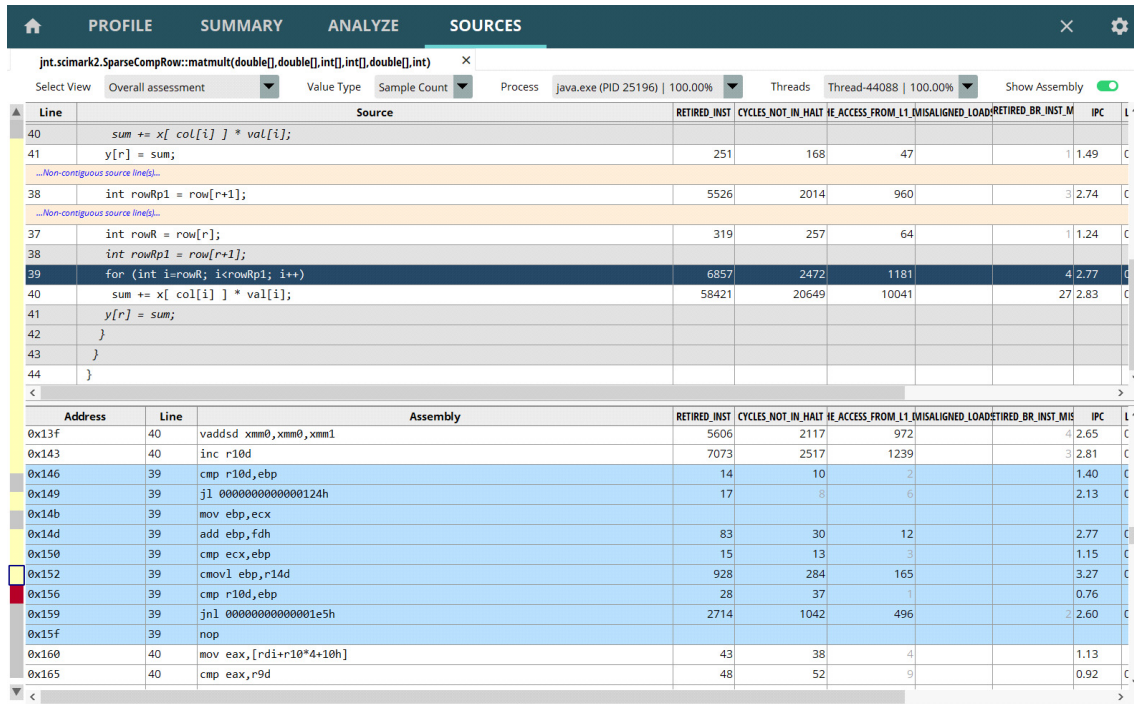 PROFILE SUMMARY ANALYZE SOURCES
jnt.scimark2.SparseCompRow::matmult(double[],double[],int[],int[],double[],int)
Select View Overall assessment Value Type Sample Count Process java.exe (PID 25196) | 100.00% Threads Thread-44088 | 100.00% Show Assembly
Line Source RETIRED_INST CYCLES_NOT_IN_HALT HE_ACCESS_FROM_L1_D MISALIGNED_LOADS RETIRED_BR_INST_M IPC L
40 sum += x[ col[i] ] * val[i];
41 y[r] = sum; 251 168 47 1 1.49
...Non-contiguous source line(s)...
38 int rowRp1 = row[r+1]; 5526 2014 960 3 2.74
...Non-contiguous source line(s)...
37 int rowR = row[r]; 319 257 64 1 1.24
38 int rowRp1 = row[r+1];
39 for (int i=rowR; i<rowRp1; i++) 6857 2472 1181 4 2.77
40 sum += x[ col[i] ] * val[i]; 58421 20649 10041 27 2.83
41 y[r] = sum;
42 }
43 }
44 }
Address Line Assembly RETIRED_INST CYCLES_NOT_IN_HALT HE_ACCESS_FROM_L1_D MISALIGNED_LOADS ETIRED_BR_INST_MIS IPC L
0x13f 40 vaddsd xmm0,xmm0,xmm1 5606 2117 972 4 2.65
0x143 40 inc r10d 7073 2517 1239 3 2.81
0x146 39 cmp r10d,ebp 14 10 2 1.40
0x149 39 jl 0000000000000124h 17 8 6 2.13
0x14b 39 mov ebp,ecx
0x14d 39 add ebp,fdh 83 30 12 2.77
0x150 39 cmp ecx,ebp 15 13 3 1.15
0x152 39 cmovl ebp,r14d 928 284 165 3.27
0x156 39 cmp r10d,ebp 28 37 1 0.76
0x159 39 jnl 00000000000001e5h 2714 1042 496 2 2.60
0x15f 39 nop
0x160 40 mov eax,[rdi+r10*4+10h] 43 38 4 1.13
0x165 40 cmp eax,r9d 48 52 9 0.92